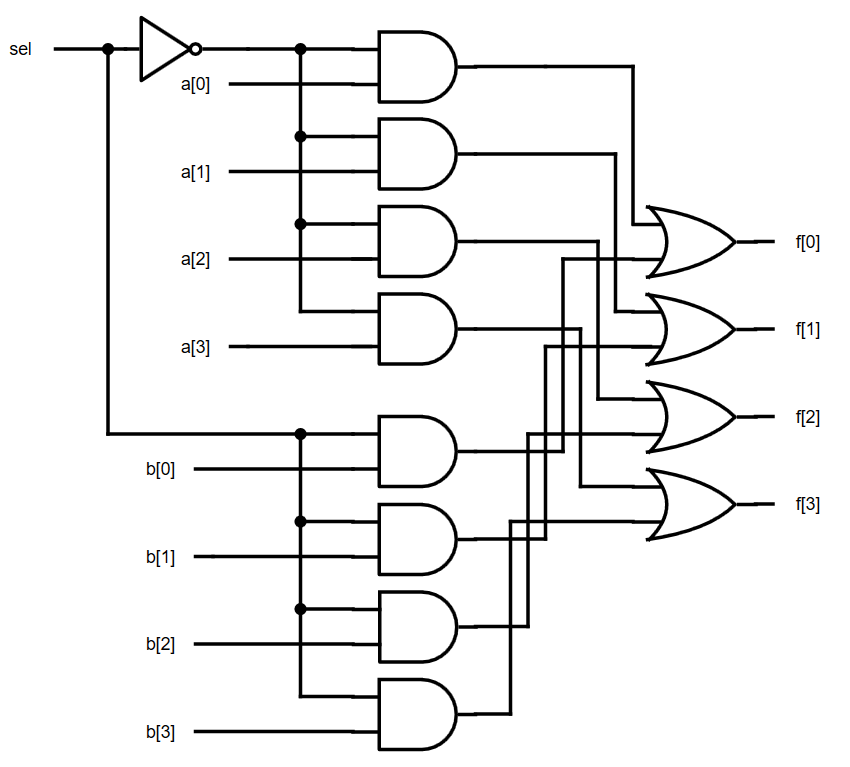 sel
a[0]
a[1]
a[2]
a[3]
b[0]
b[1]
b[2]
b[3]
f[0]
f[1]
f[2]
f[3]